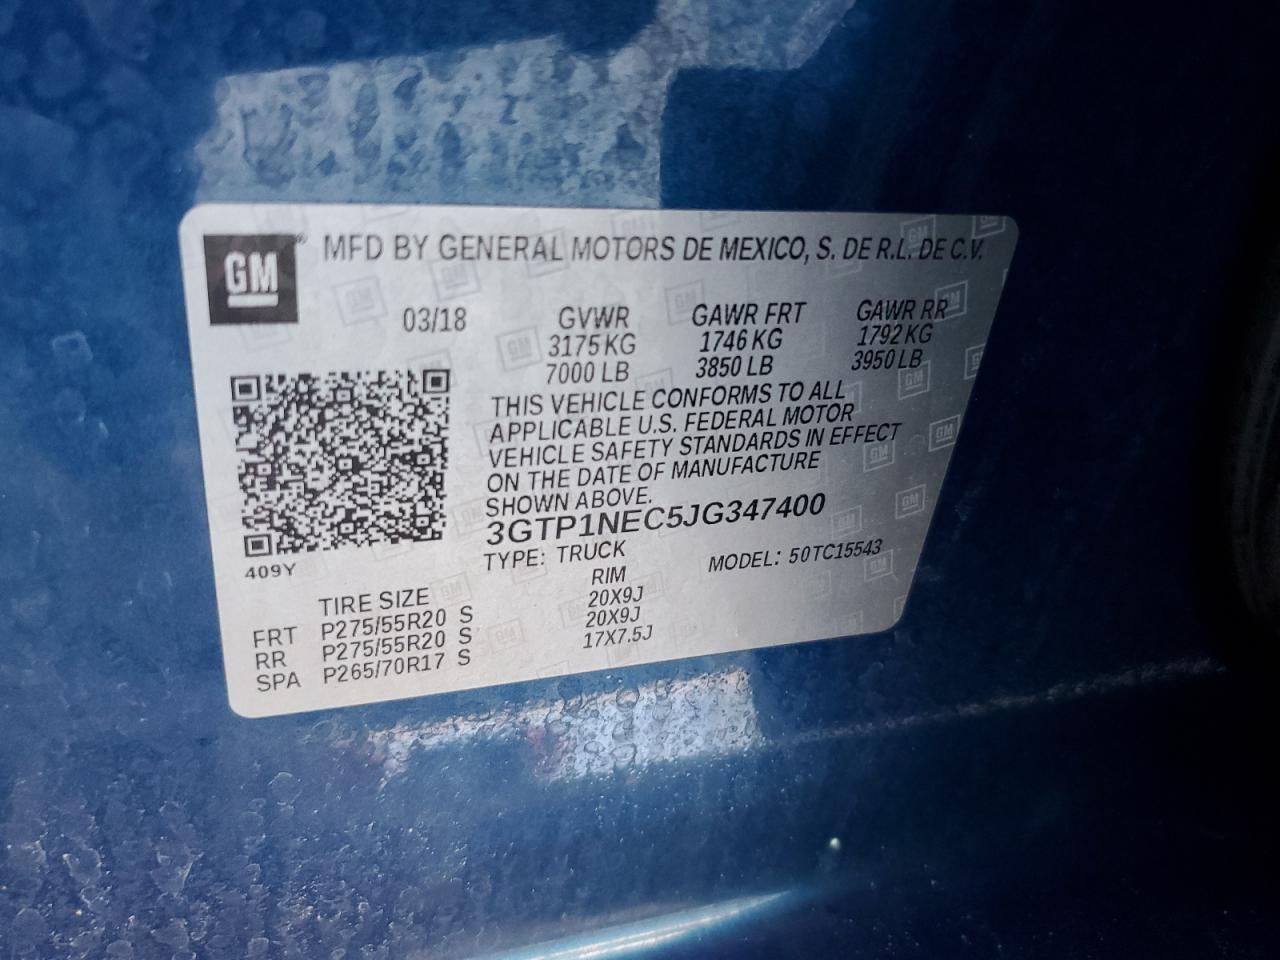 GM ® MFD BY GENERAL MOTORS DE MEXICO, S. DE R.L. DE C.V.
03/18 GVWR GAWR FRT GAWR RR
3175 KG 1746 KG 1792 KG
7000 LB 3850 LB 3950 LB
THIS VEHICLE CONFORMS TO ALL
APPLICABLE U.S. FEDERAL MOTOR
VEHICLE SAFETY STANDARDS IN EFFECT
ON THE DATE OF MANUFACTURE
SHOWN ABOVE.
3GTP1NEC5JG347400
409Y TYPE: TRUCK MODEL: 50TC15543
TIRE SIZE RIM
FRT P275/55R20 S 20X9J
RR P275/55R20 S 20X9J
SPA P265/70R17 S 17X7.5J